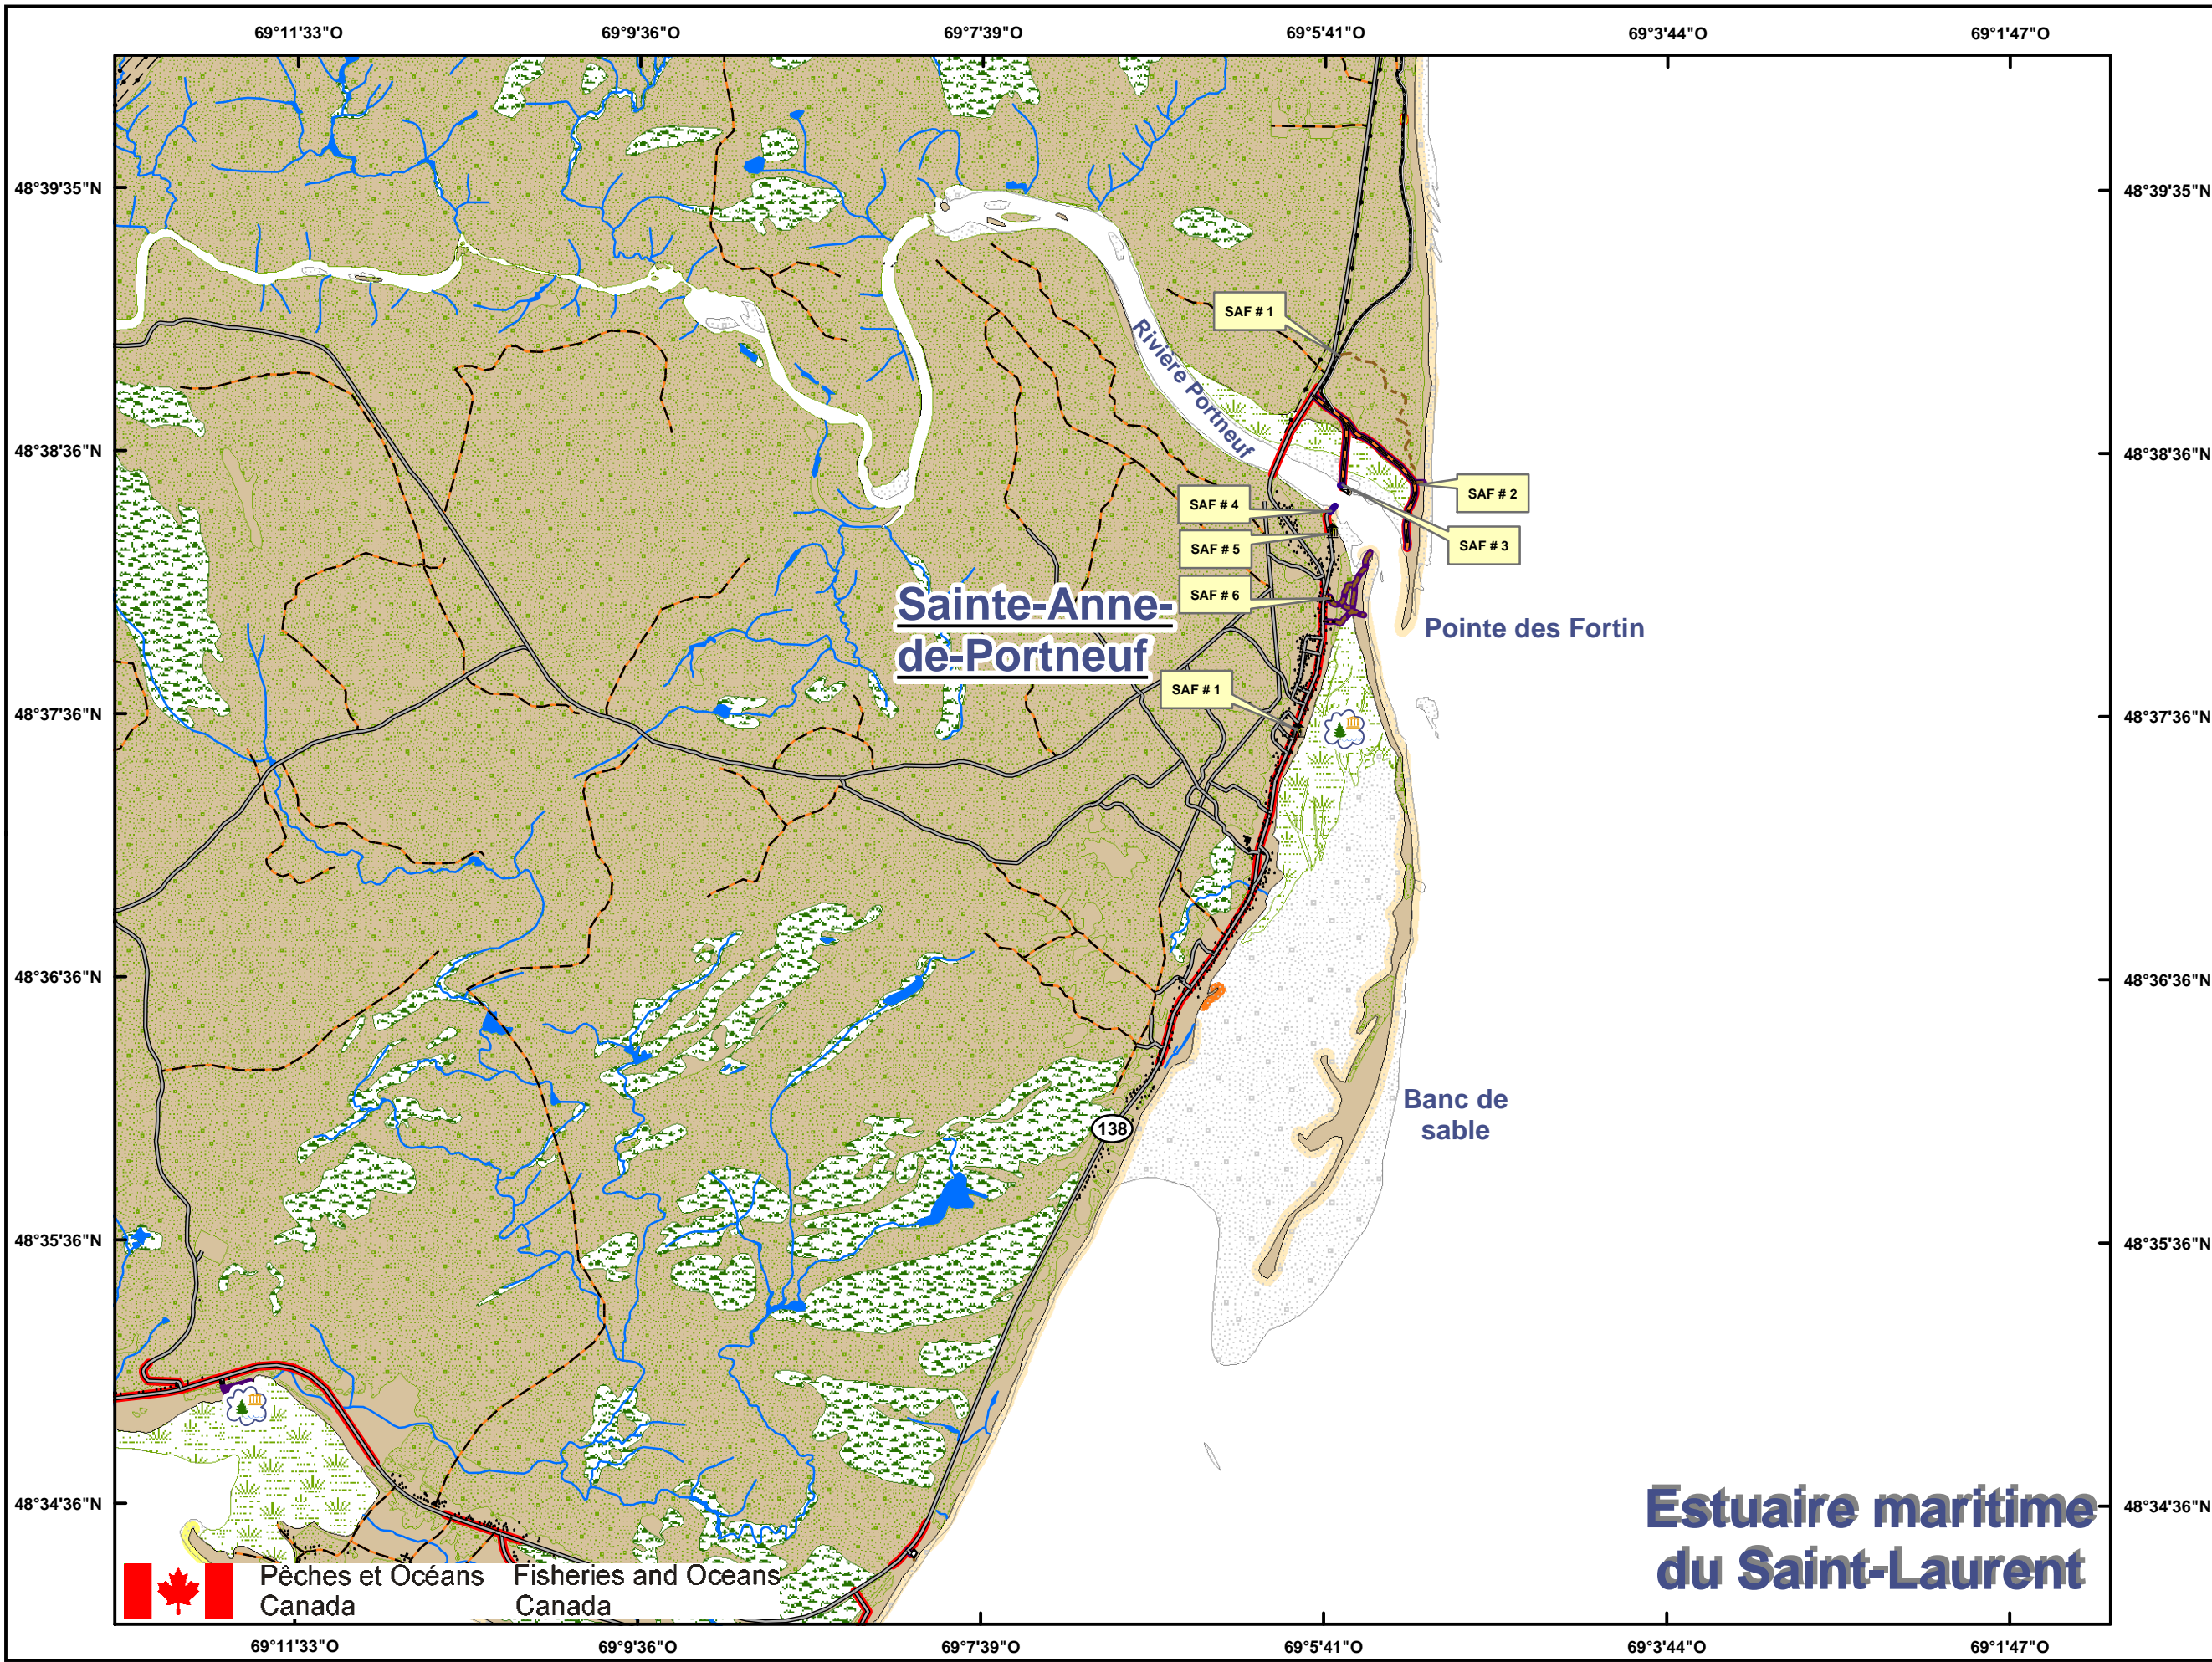 69°11'33"O 69°9'36"O 69°7'39"O 69°5'41"O 69°3'44"O 69°1'47"O
48°39'35"N 48°39'35"N
SAF # 1
Rivière Portneuf
48°38'36"N 48°38'36"N
SAF # 2
SAF # 4
SAF # 3
SAF # 5
SAF # 6
Sainte-Anne-
de-Portneuf
Pointe des Fortin
SAF # 1
48°37'36"N 48°37'36"N
48°36'36"N 48°36'36"N
Banc de
sable
138
48°35'36"N 48°35'36"N
48°34'36"N 48°34'36"N
Estuaire maritime
du Saint-Laurent
Pêches et Océans Fisheries and Oceans
Canada Canada
69°11'33"O 69°9'36"O 69°7'39"O 69°5'41"O 69°3'44"O 69°1'47"O